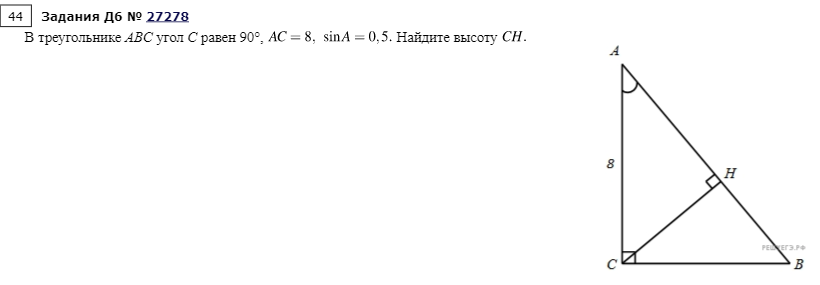 44 Задания Д6 № 27278
В треугольнике ABC угол C равен 90°, AC = 8, sinA = 0,5. Найдите высоту CH.
A
8
H
РЕШУЕГЭ.РФ
C
B